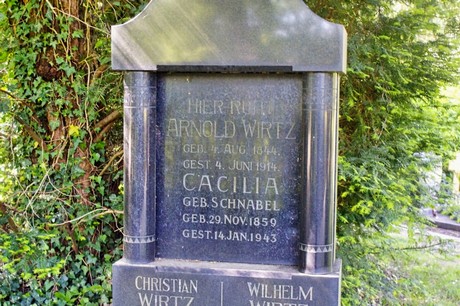 HIER RUHT
ARNOLD WIRTZ
GEB. 4. AUG. 1844.
GEST. 4. JUNI 1914.
CÄCILIA
GEB. SCHNABEL
GEB. 29. NOV. 1859
GEST. 14. JAN. 1943
CHRISTIAN WIRTZ
WILHELM WIRTZ